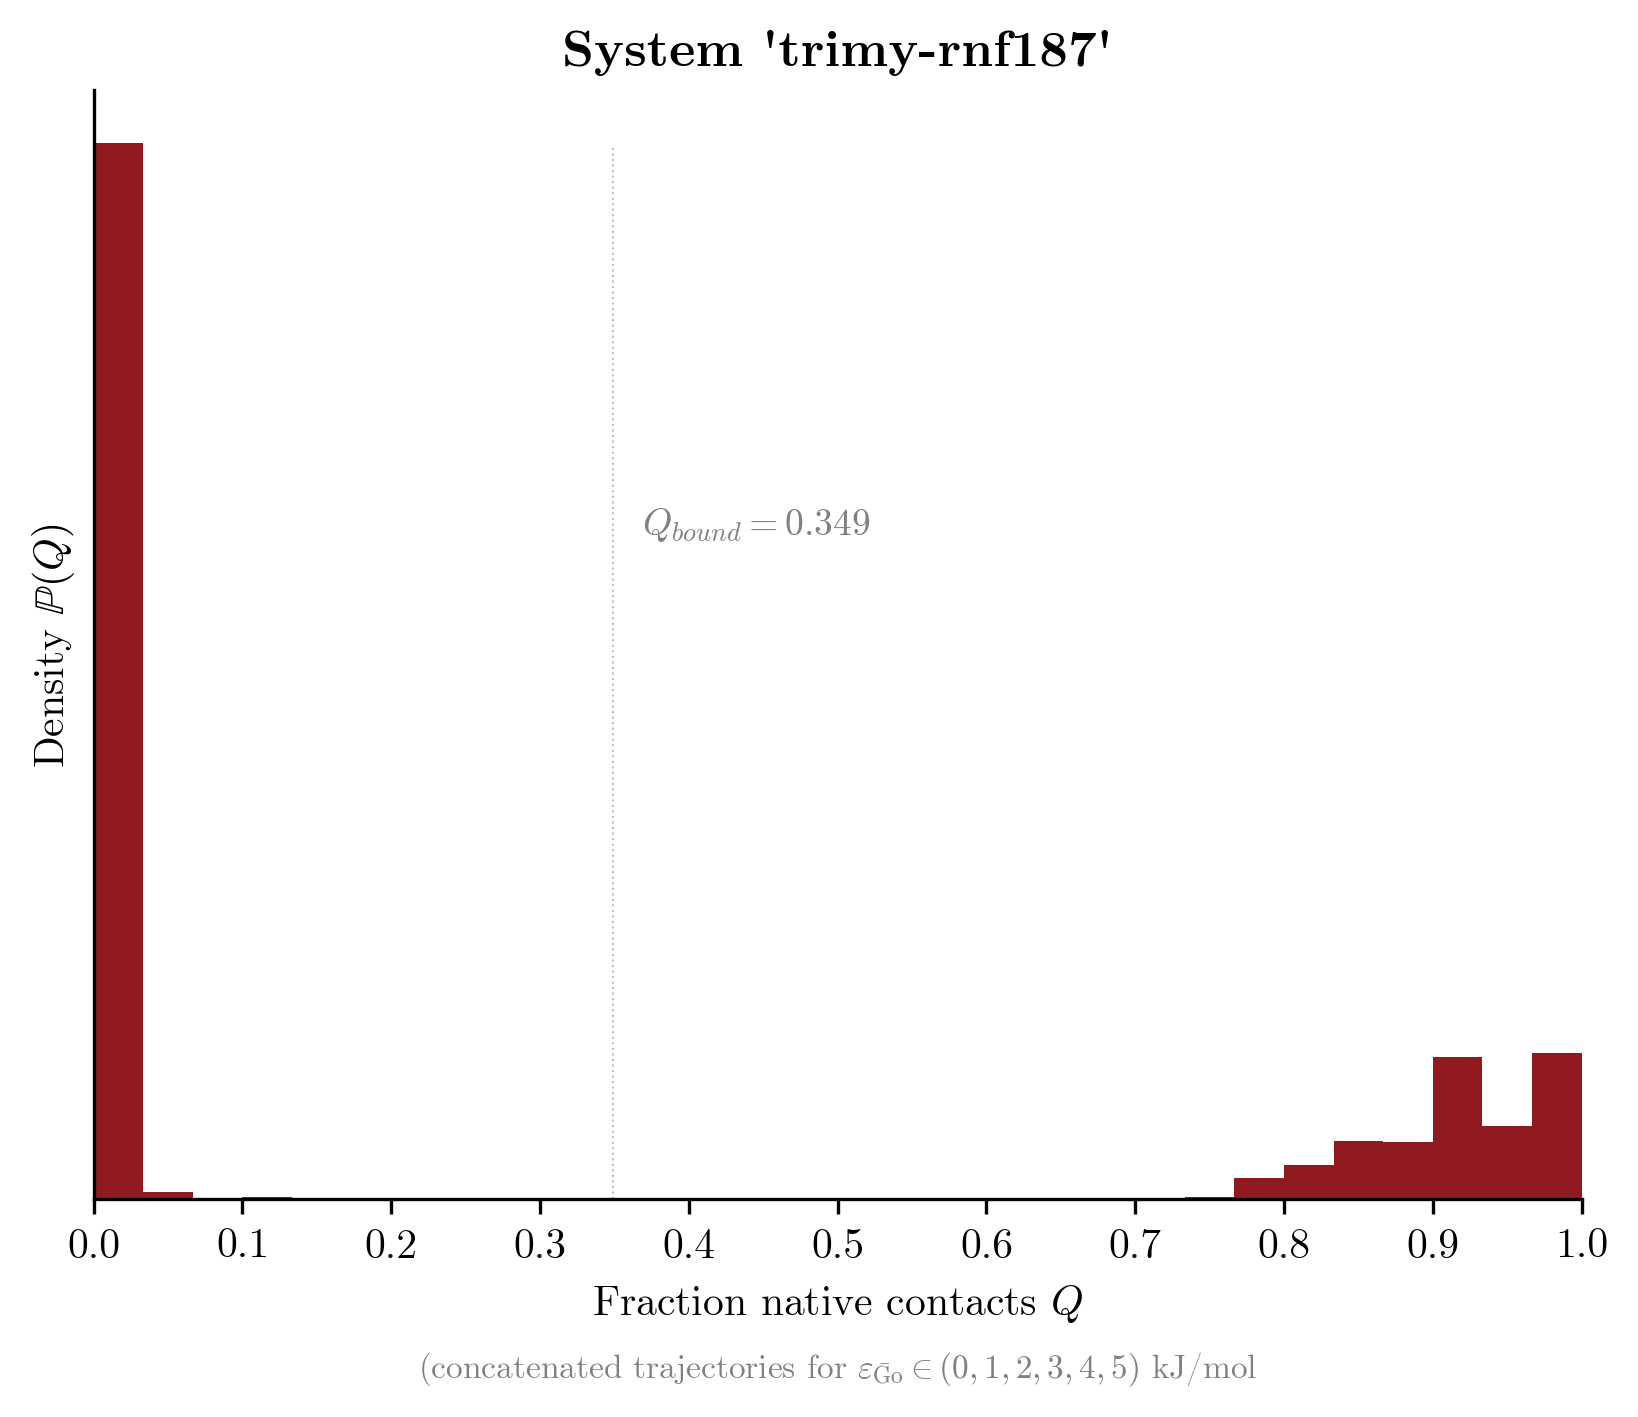 System 'trimy-rnf187'
Density ℙ(Q)
Q_bound = 0.349
0.0 0.1 0.2 0.3 0.4 0.5 0.6 0.7 0.8 0.9 1.0
Fraction native contacts Q
(concatenated trajectories for ε_Ḡo ∈ (0, 1, 2, 3, 4, 5) kJ/mol